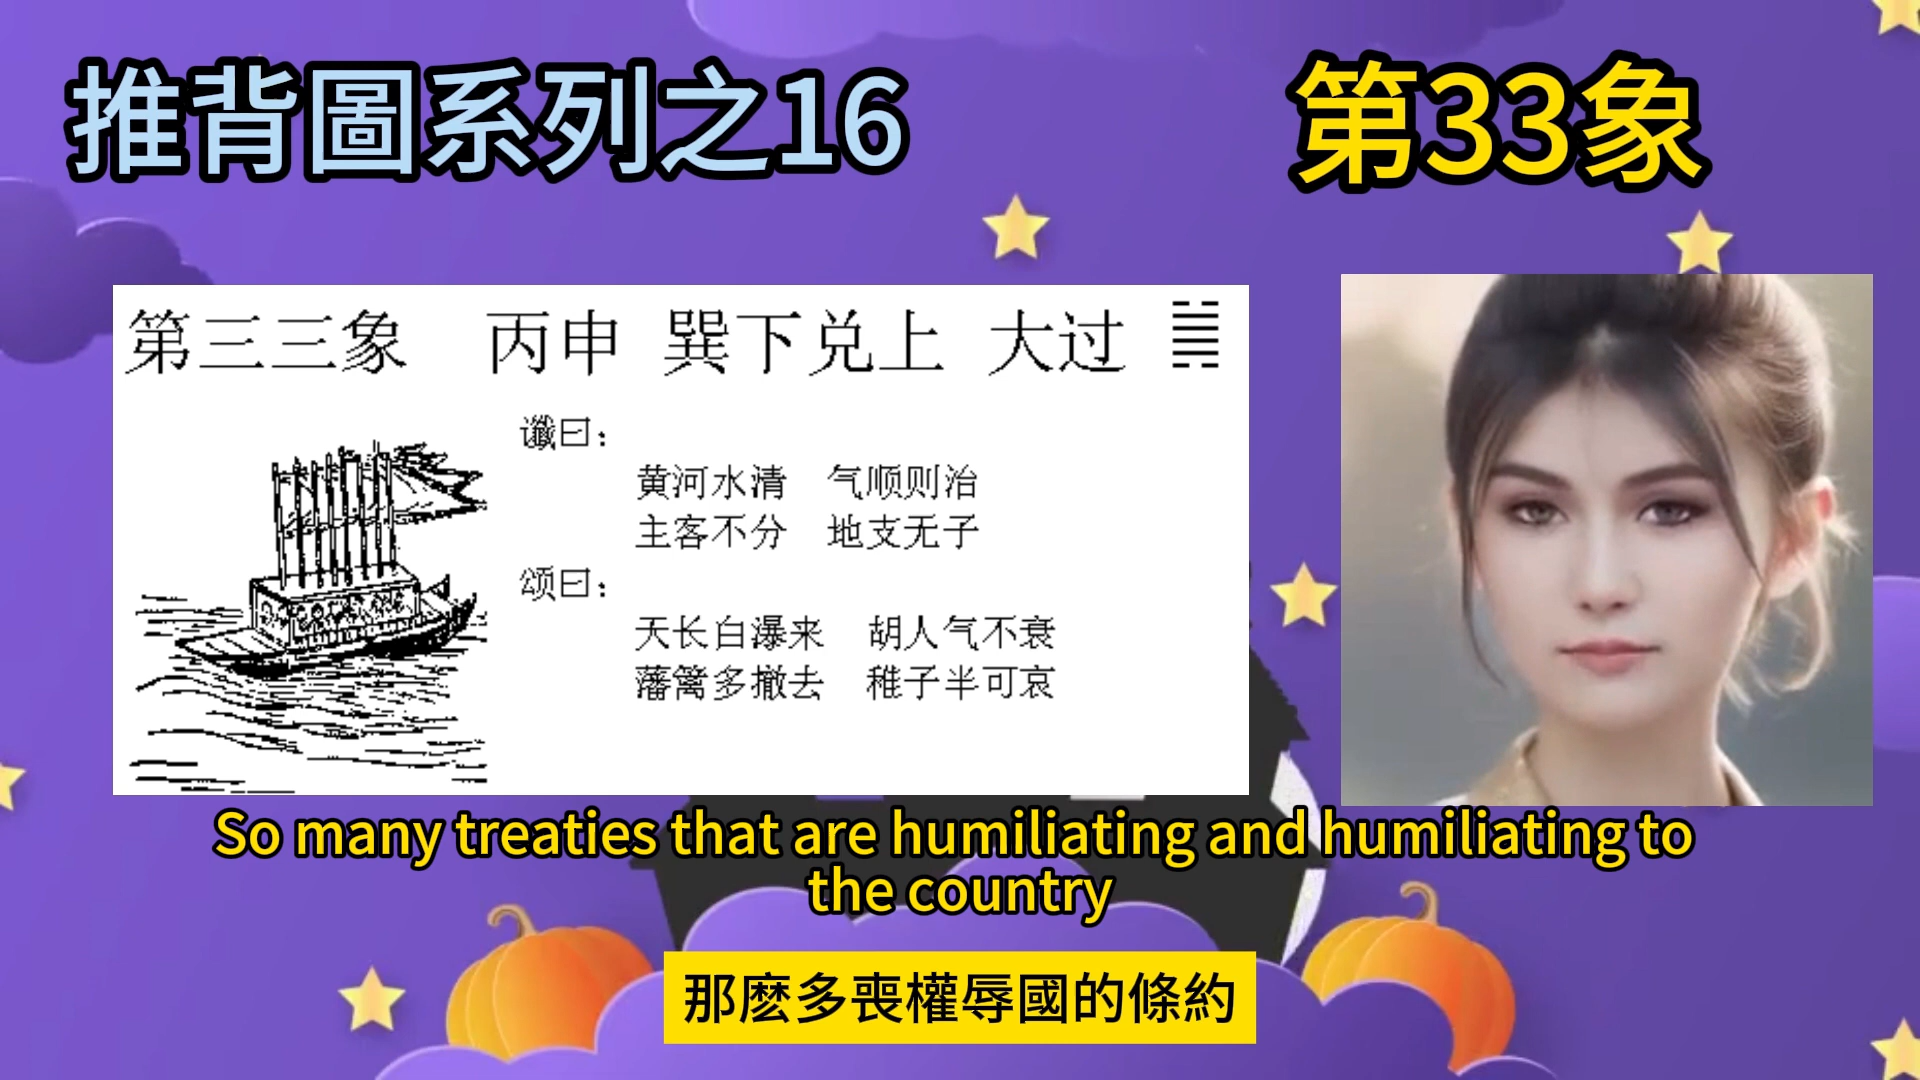 推背圖系列之16
第33象
第三三象 丙申 巽下兑上 大过
谶曰：
黄河水清 气顺则治
主客不分 地支无子
颂曰：
天长白瀑来 胡人气不衰
藩篱多撤去 稚子半可哀
So many treaties that are humiliating and humiliating to
the country
那麽多喪權辱國的條約